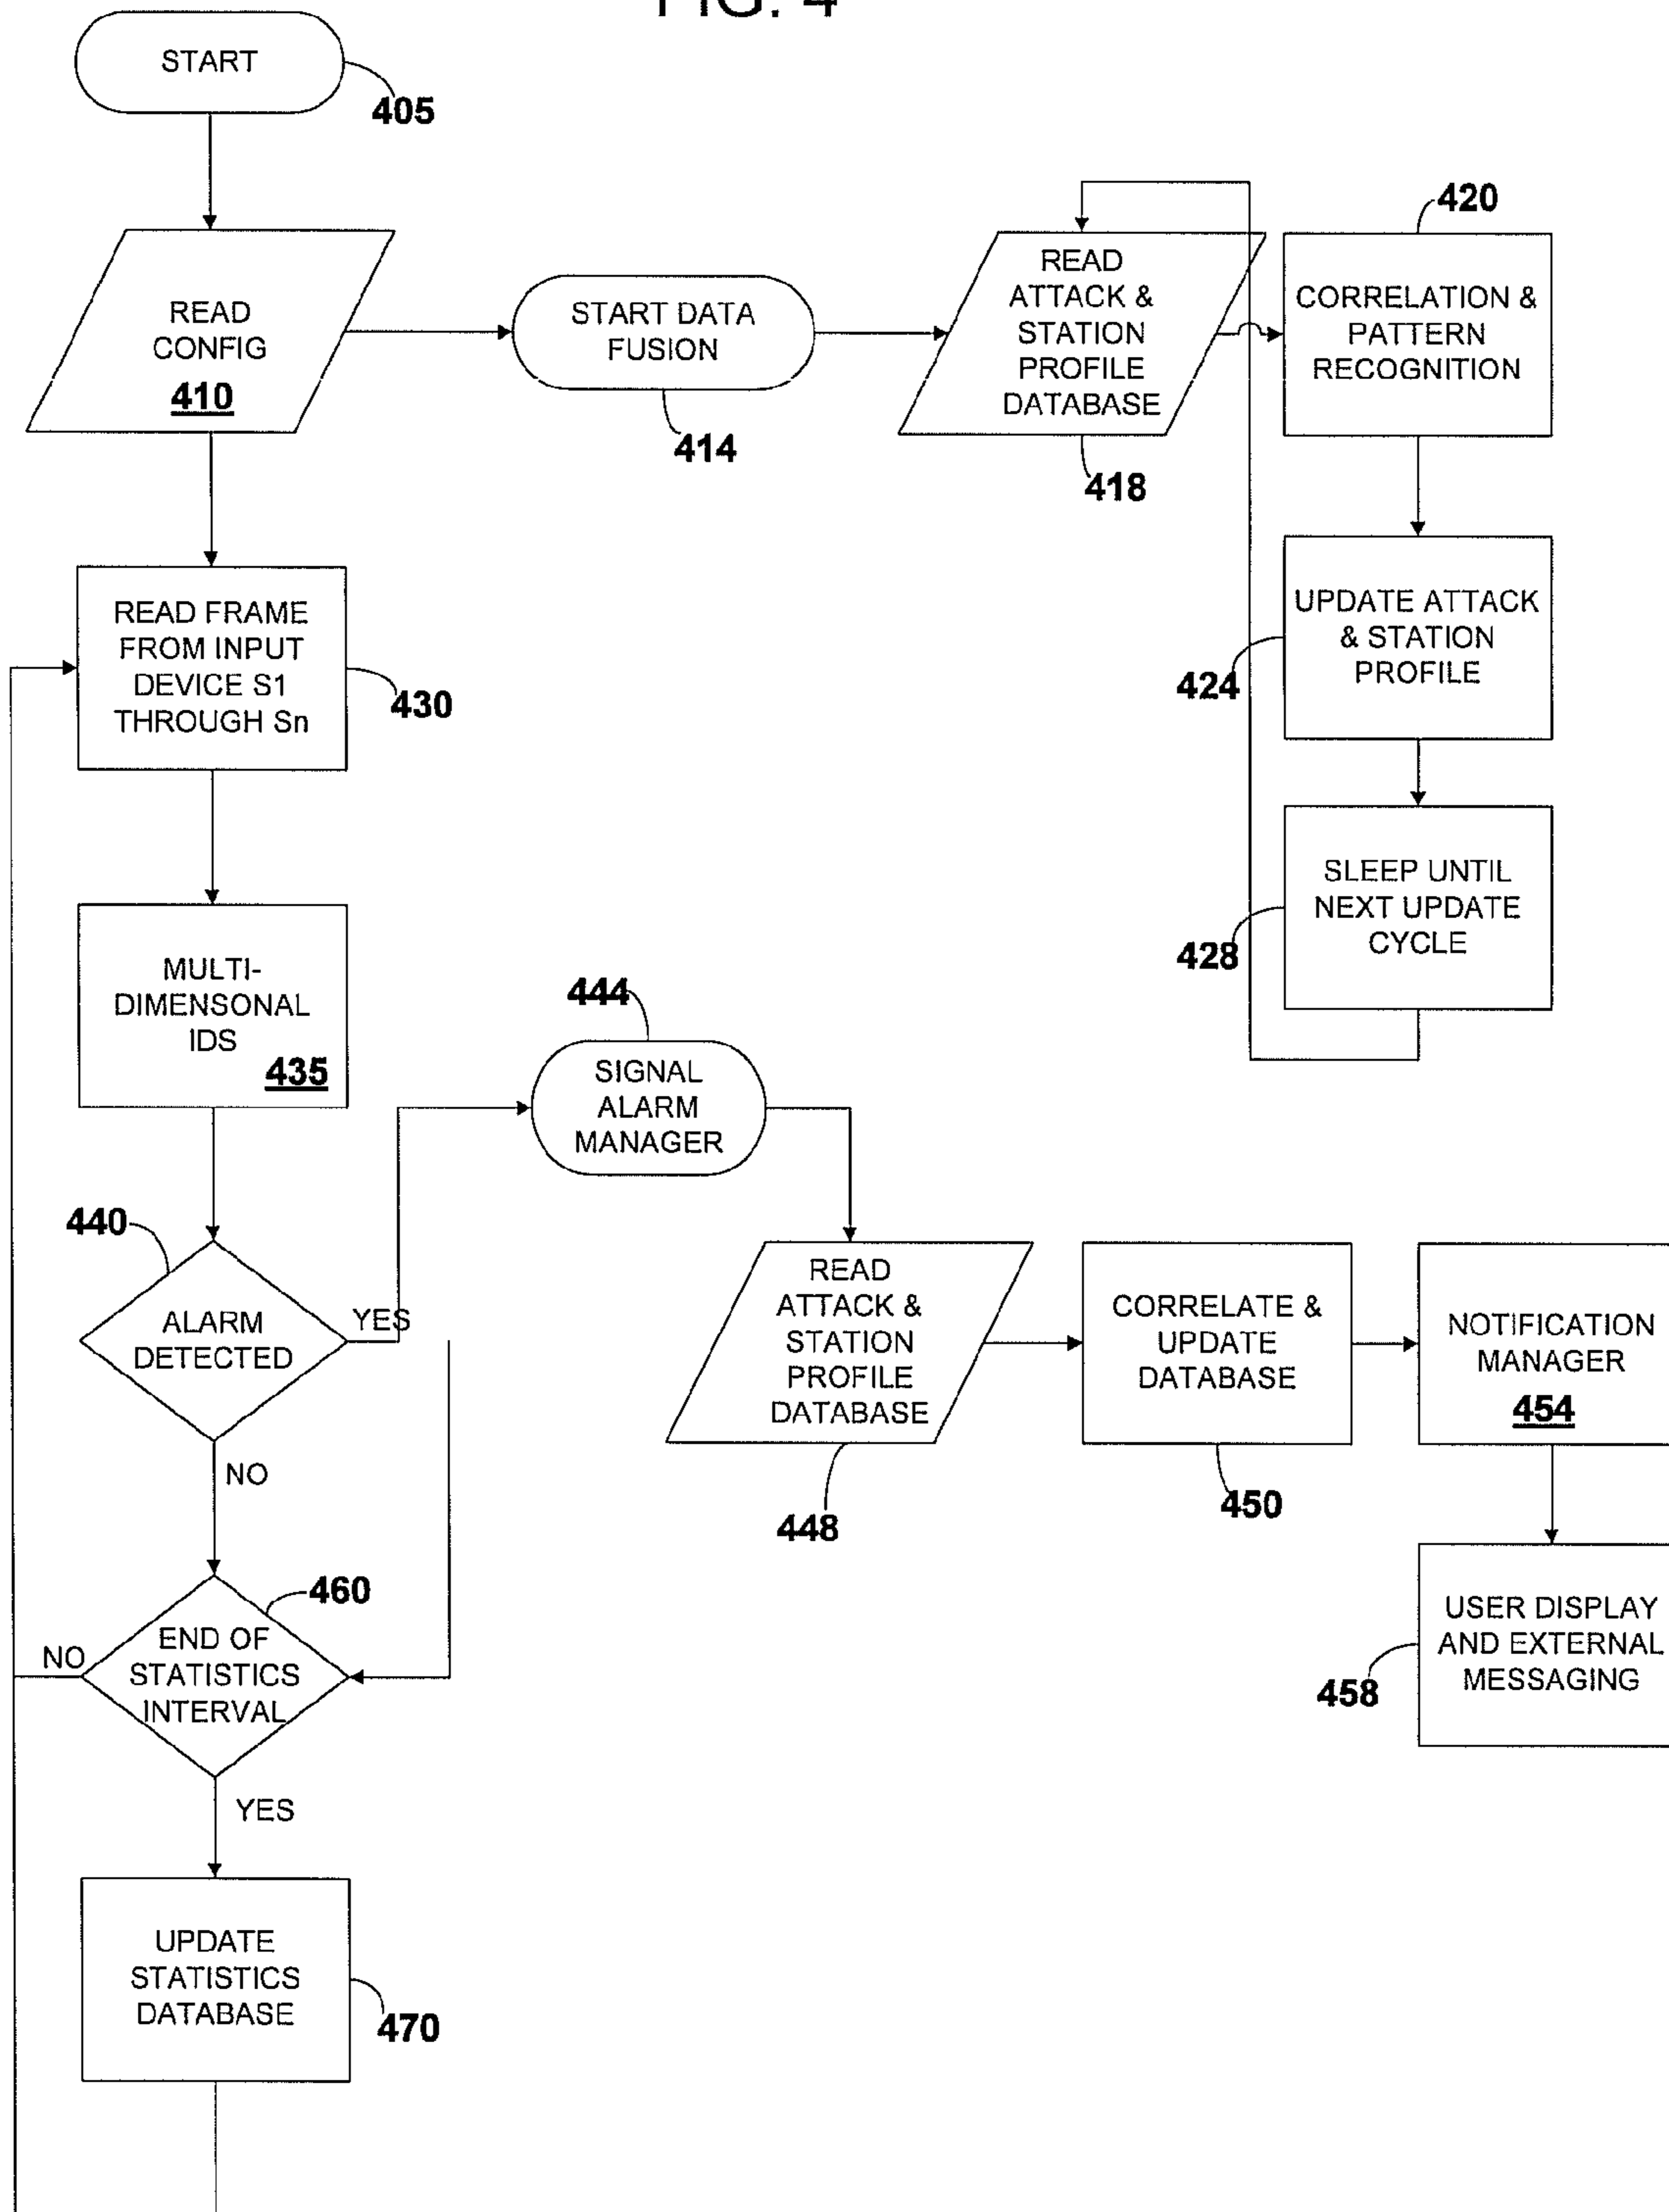 FIG. 4
START
405
READ
CONFIG
410
START DATA
FUSION
414
READ
ATTACK &
STATION
PROFILE
DATABASE
418
420
CORRELATION &
PATTERN
RECOGNITION
UPDATE ATTACK
& STATION
PROFILE
424
SLEEP UNTIL
NEXT UPDATE
CYCLE
428
READ FRAME
FROM INPUT
DEVICE S1
THROUGH Sn
430
MULTI-
DIMENSONAL
IDS
435
440
ALARM
DETECTED
YES
NO
444
SIGNAL
ALARM
MANAGER
READ
ATTACK &
STATION
PROFILE
DATABASE
448
CORRELATE &
UPDATE
DATABASE
450
NOTIFICATION
MANAGER
454
USER DISPLAY
AND EXTERNAL
MESSAGING
458
460
END OF
STATISTICS
INTERVAL
NO
YES
UPDATE
STATISTICS
DATABASE
470